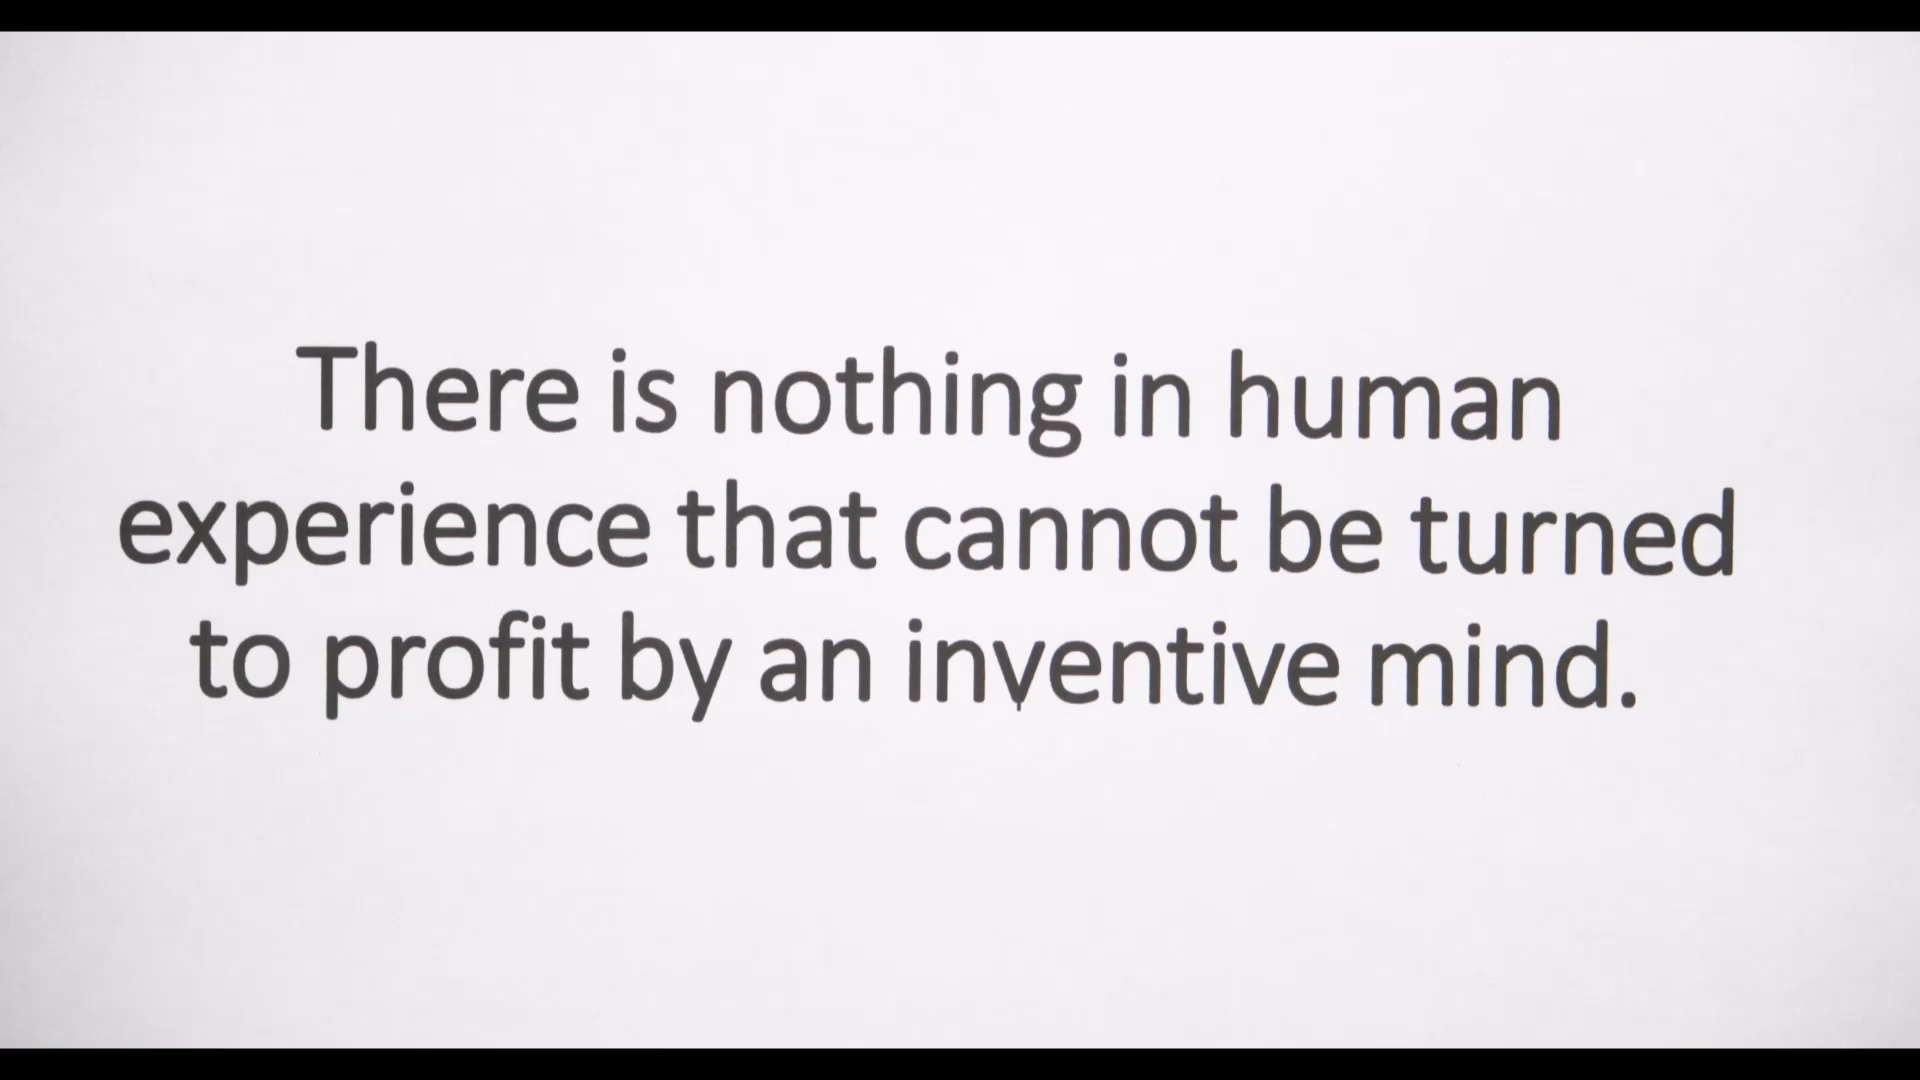 There is nothing in human
experience that cannot be turned
to profit by an inventive mind.